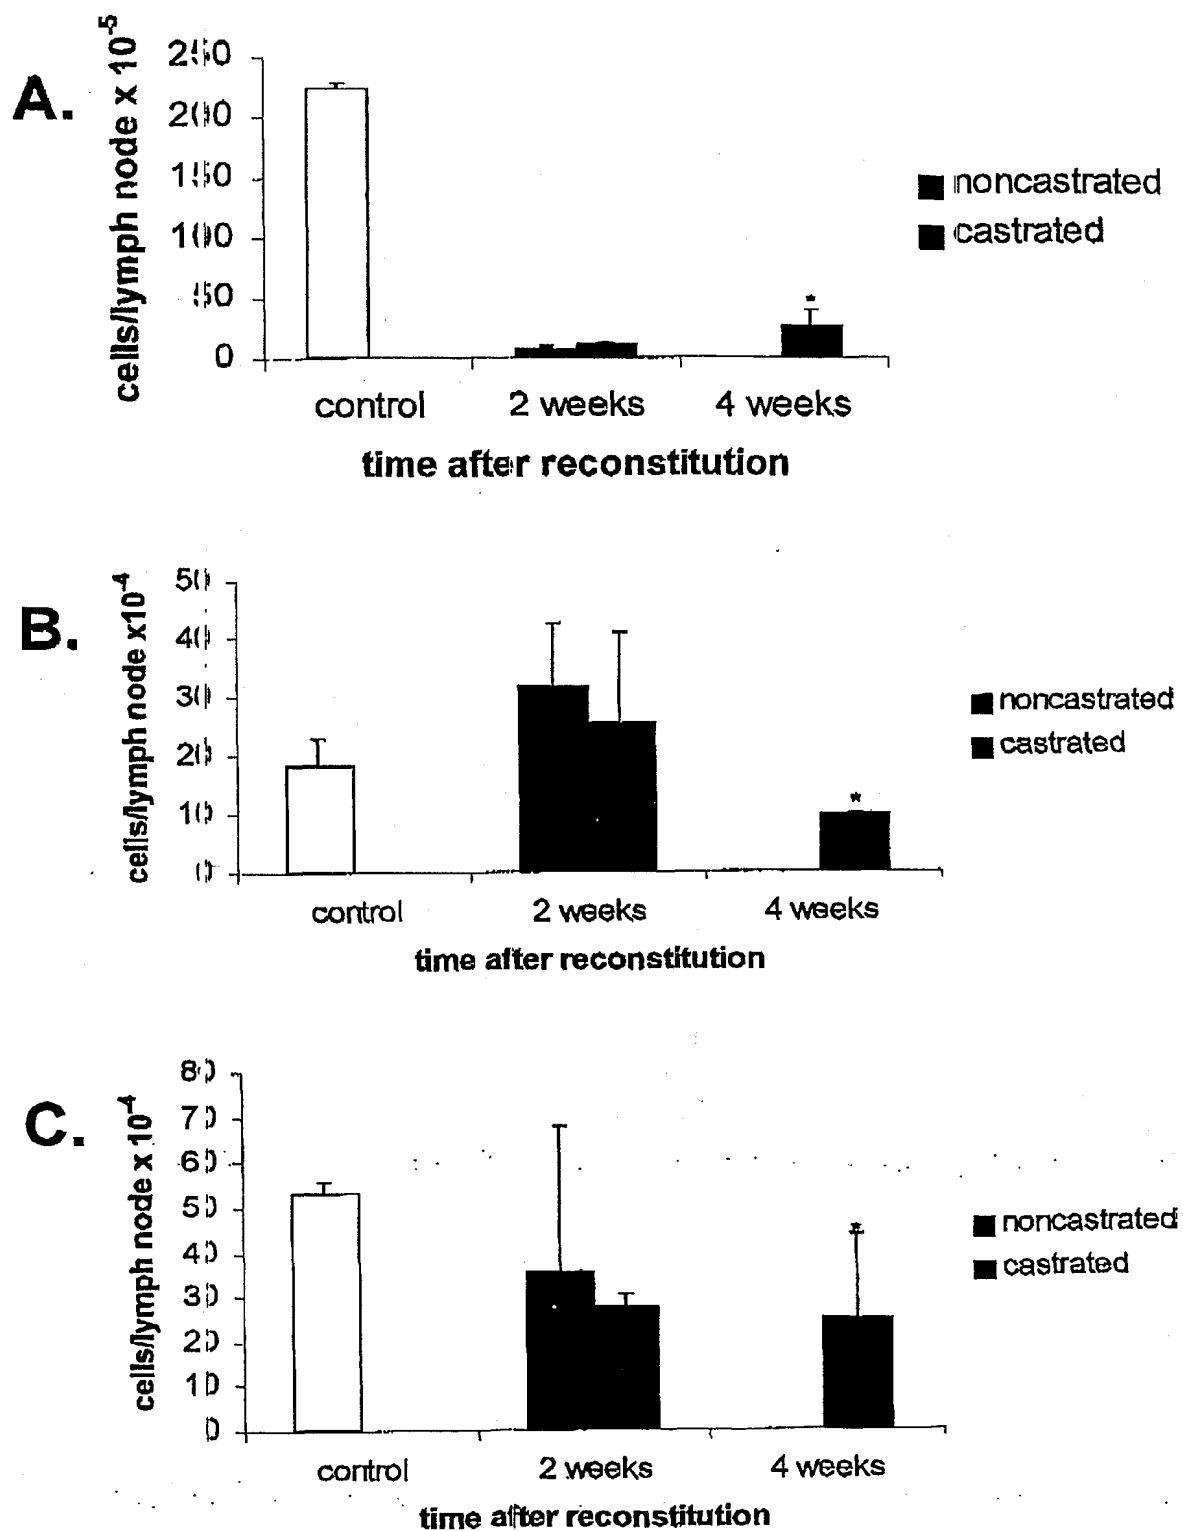 A.
cells/lymph node x 10-5
250
200
150
100
50
0
*
control
2 weeks
4 weeks
time after reconstitution
noncastrated
castrated
B.
cells/lymph node x10-4
50
40
30
20
10
0
*
control
2 weeks
4 weeks
time after reconstitution
noncastrated
castrated
C.
cells/lymph node x 10-4
80
70
60
50
40
30
20
10
0
*
control
2 weeks
4 weeks
time after reconstitution
noncastrated
castrated